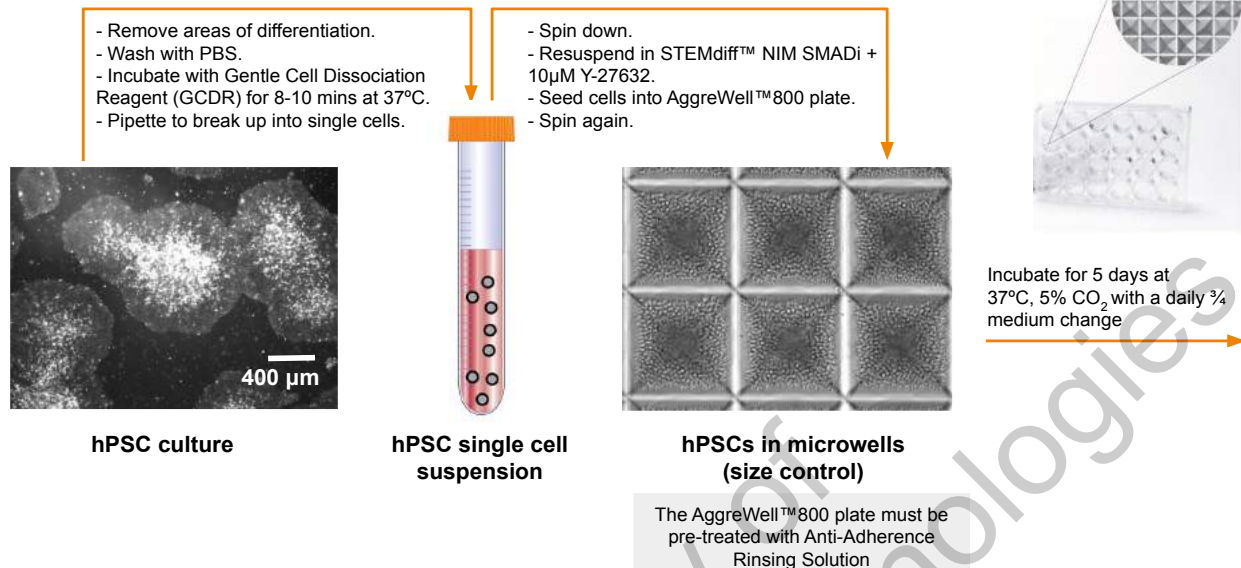 - Remove areas of differentiation.
- Wash with PBS.
- Incubate with Gentle Cell Dissociation
Reagent (GCDR) for 8-10 mins at 37ºC.
- Pipette to break up into single cells.
- Spin down.
- Resuspend in STEMdiff™ NIM SMADi +
10µM Y-27632.
- Seed cells into AggreWell™800 plate.
- Spin again.
400 µm
Incubate for 5 days at
37ºC, 5% CO2 with a daily ¾
medium change
hPSC culture
hPSC single cell
suspension
hPSCs in microwells
(size control)
The AggreWell™800 plate must be
pre-treated with Anti-Adherence
Rinsing Solution
of